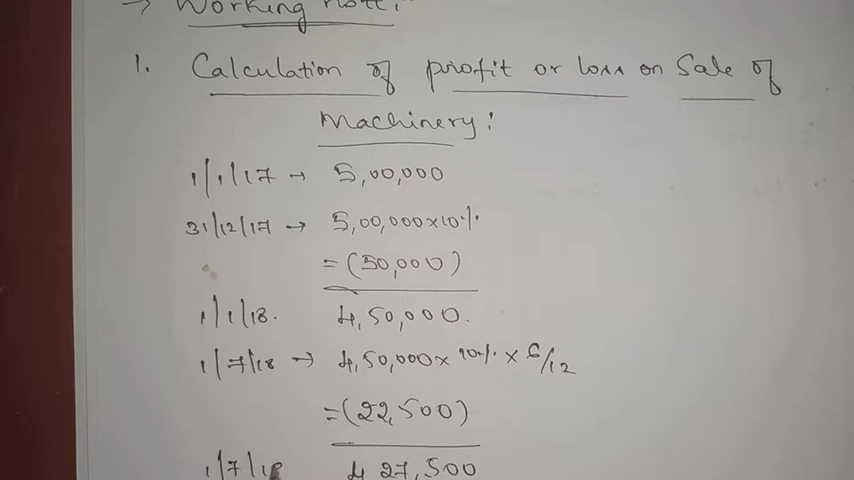 → Working note:
1. Calculation of profit or loss on Sale of
Machinery:
1/1/17 → 5,00,000
31/12/17 → 5,00,000×10%
=(50,000)
1/1/18. 4,50,000.
1/7/18 → 4,50,000× 10% × 6/12
=(22,500)
1/7/18 4 27,500